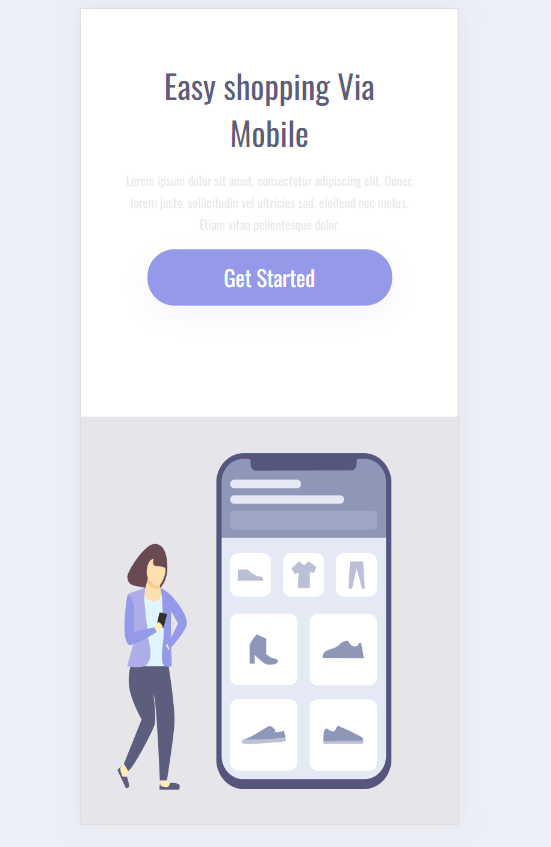 Easy shopping Via
Mobile
Lorem ipsum dolor sit amet, consectetur adipiscing elit. Donec
lorem justo, sollicitudin vel ultricies sed, eleifend nec metus.
Etiam vitae pellentesque dolor.
Get Started